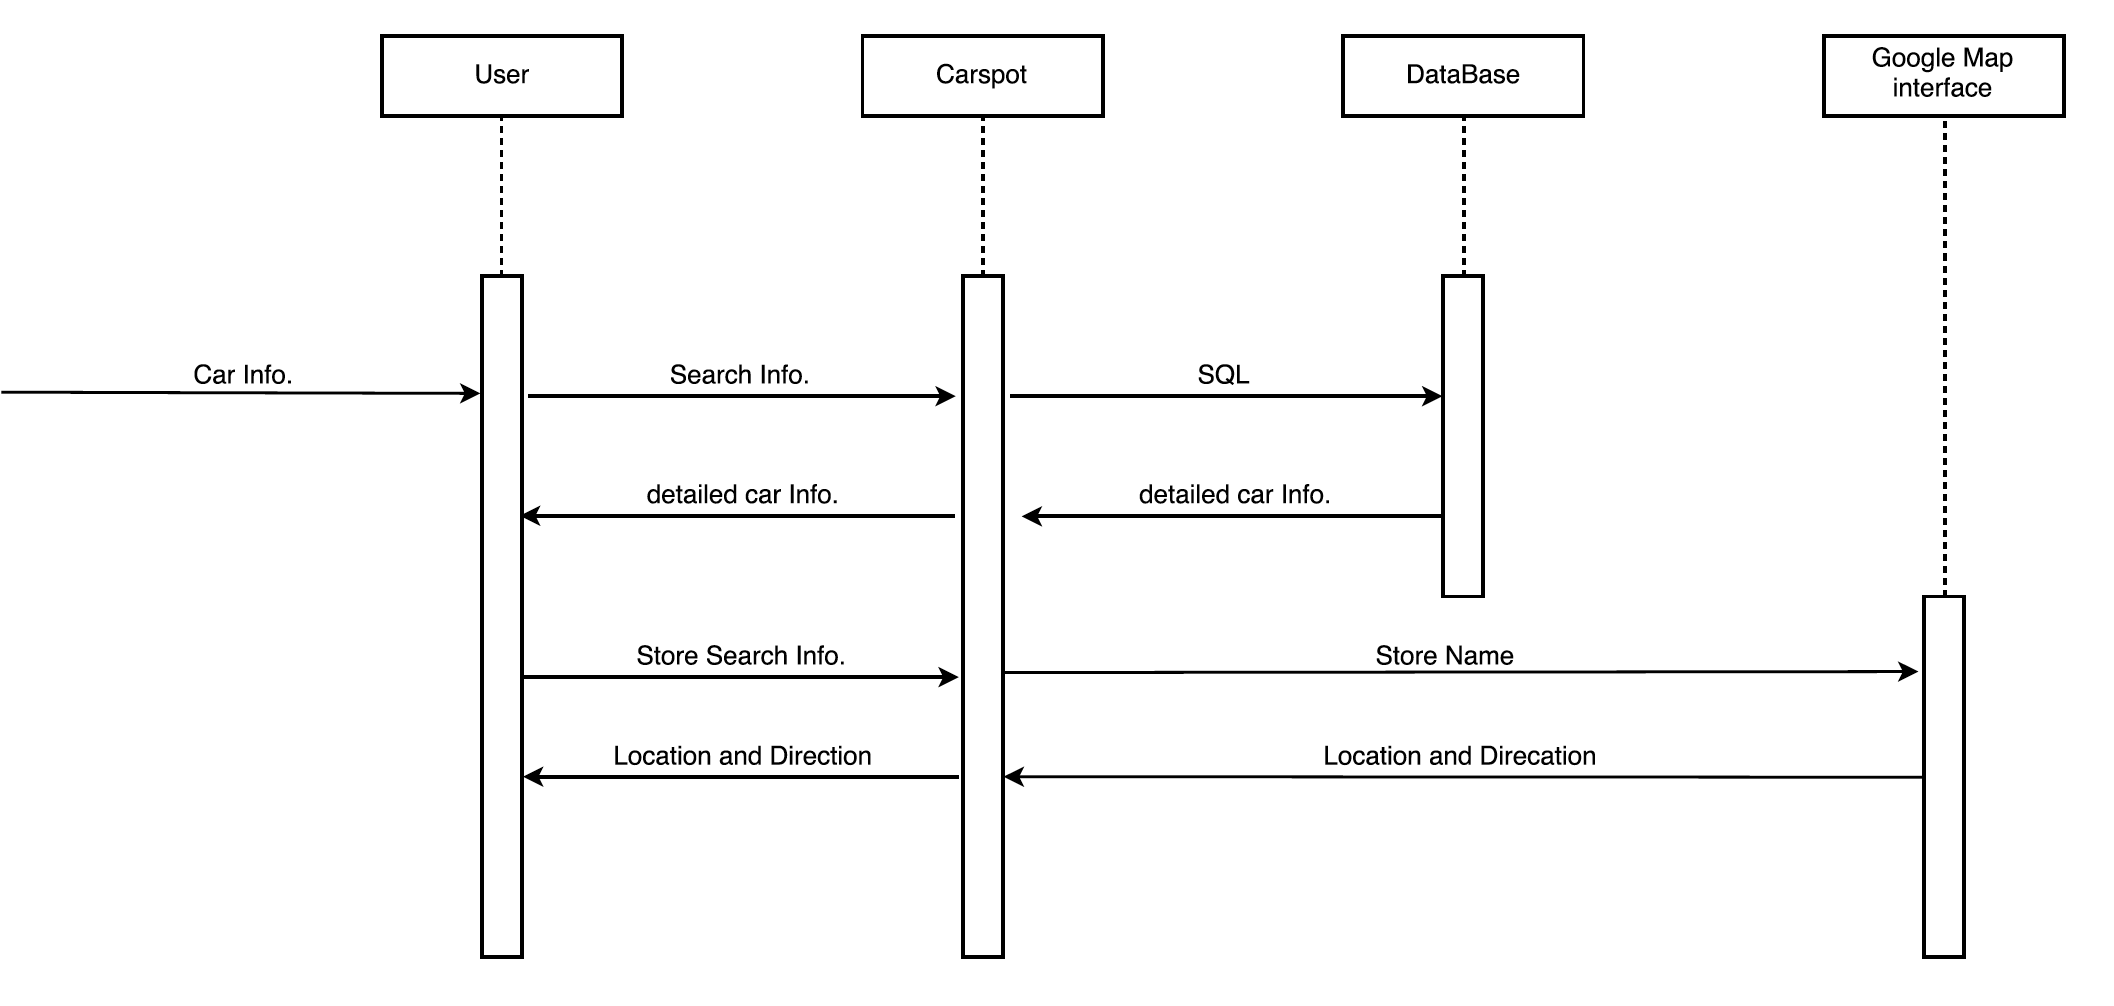 User
Carspot
DataBase
Google Map
interface
Car Info.
Search Info.
SQL
detailed car Info.
detailed car Info.
Store Search Info.
Store Name
Location and Direction
Location and Direcation